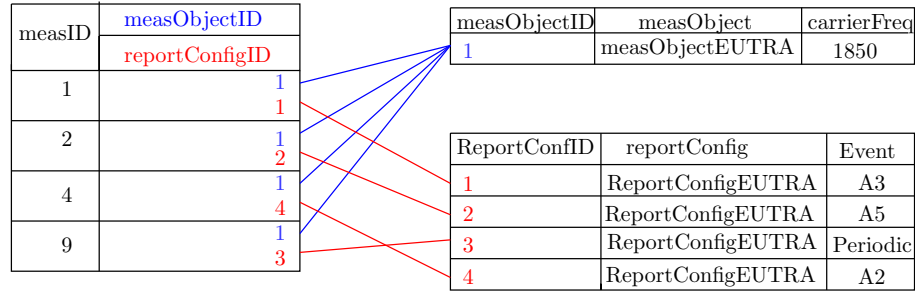 measID measObjectID
reportConfigID
1 1
1
2 1
2
4 1
4
9 1
3
measObjectID measObject carrierFreq
1 measObjectEUTRA 1850
ReportConfID reportConfig Event
1 ReportConfigEUTRA A3
2 ReportConfigEUTRA A5
3 ReportConfigEUTRA Periodic
4 ReportConfigEUTRA A2